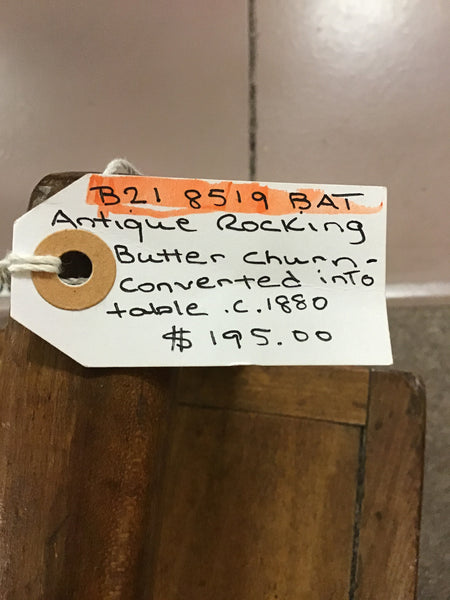 B21 8519 BAT
Antique Rocking
Butter churn-
converted into
table .c.1880
$195.00